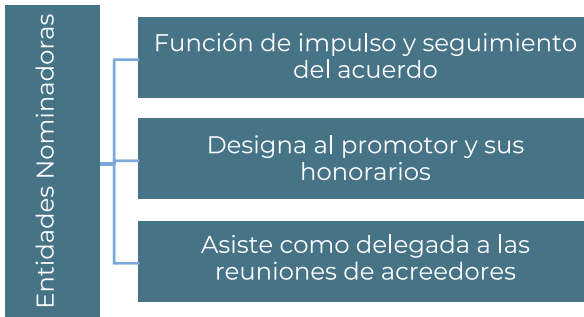 Entidades Nominadoras
Función de impulso y seguimiento
del acuerdo
Designa al promotor y sus
honorarios
Asiste como delegada a las
reuniones de acreedores